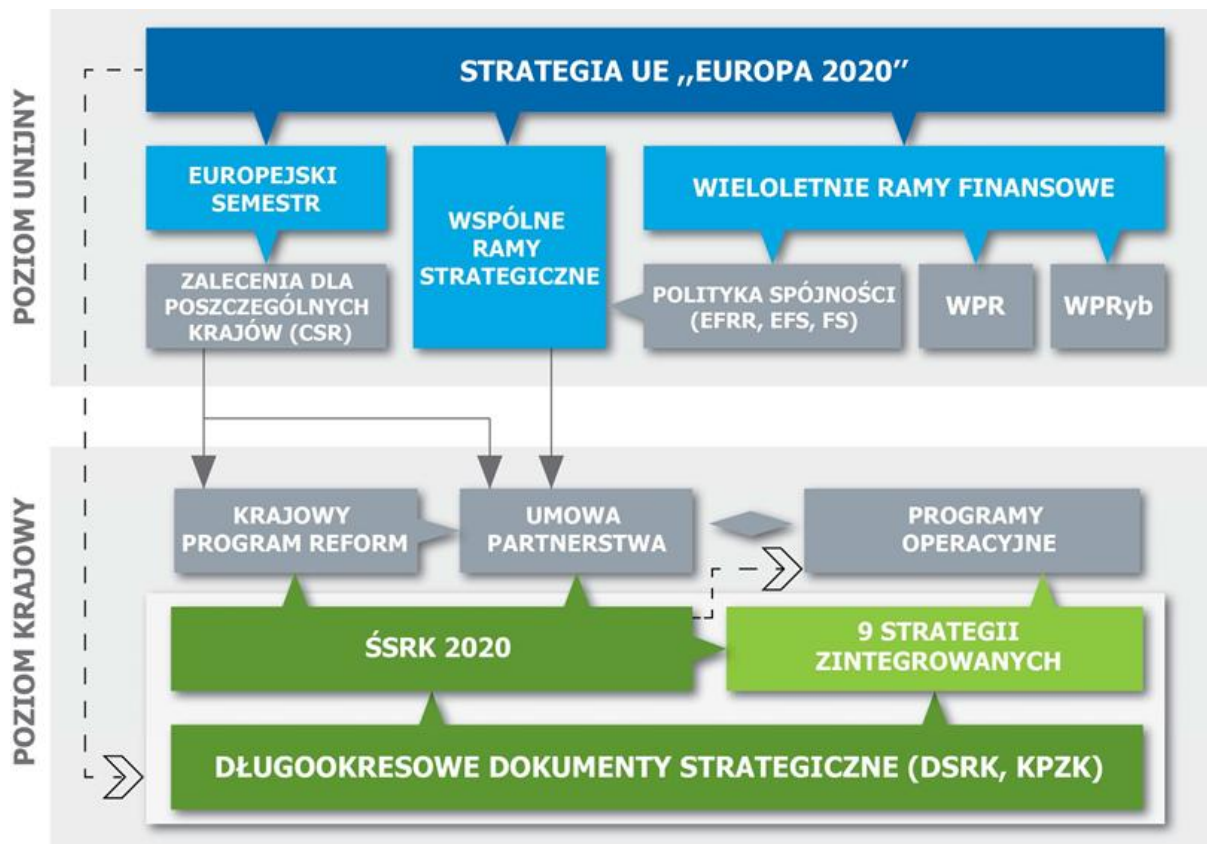 POZIOM UNIJNY
STRATEGIA UE ,,EUROPA 2020”
EUROPEJSKI
SEMESTR
WSPÓLNE
RAMY
STRATEGICZNE
WIELOLETNIE RAMY FINANSOWE
ZALECENIA DLA
POSZCZEGÓLNYCH
KRAJÓW (CSR)
POLITYKA SPÓJNOŚCI
(EFRR, EFS, FS)
WPR
WPRyb
POZIOM KRAJOWY
KRAJOWY
PROGRAM REFORM
UMOWA
PARTNERSTWA
PROGRAMY
OPERACYJNE
ŚSRK 2020
9 STRATEGII
ZINTEGROWANYCH
DŁUGOOKRESOWE DOKUMENTY STRATEGICZNE (DSRK, KPZK)